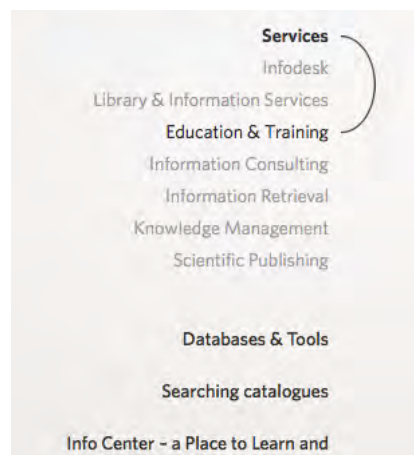 Services
Infodesk
Library & Information Services
Education & Training
Information Consulting
Information Retrieval
Knowledge Management
Scientific Publishing
Databases & Tools
Searching catalogues
Info Center – a Place to Learn and